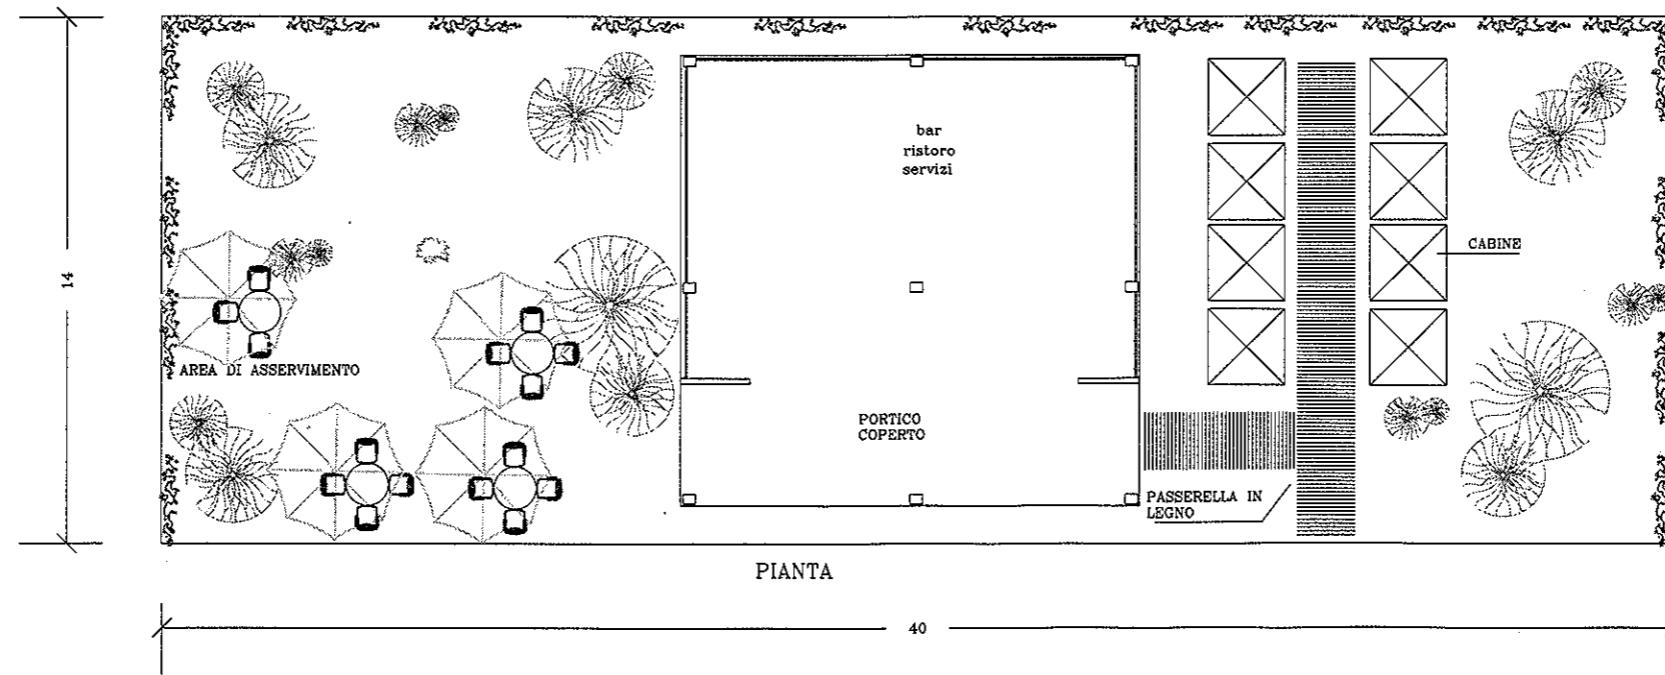 bar
ristoro
servizi
14
CABINE
AREA DI ASSERVIMENTO
PORTICO
COPERTO
PASSERELLA IN
LEGNO
PIANTA
40